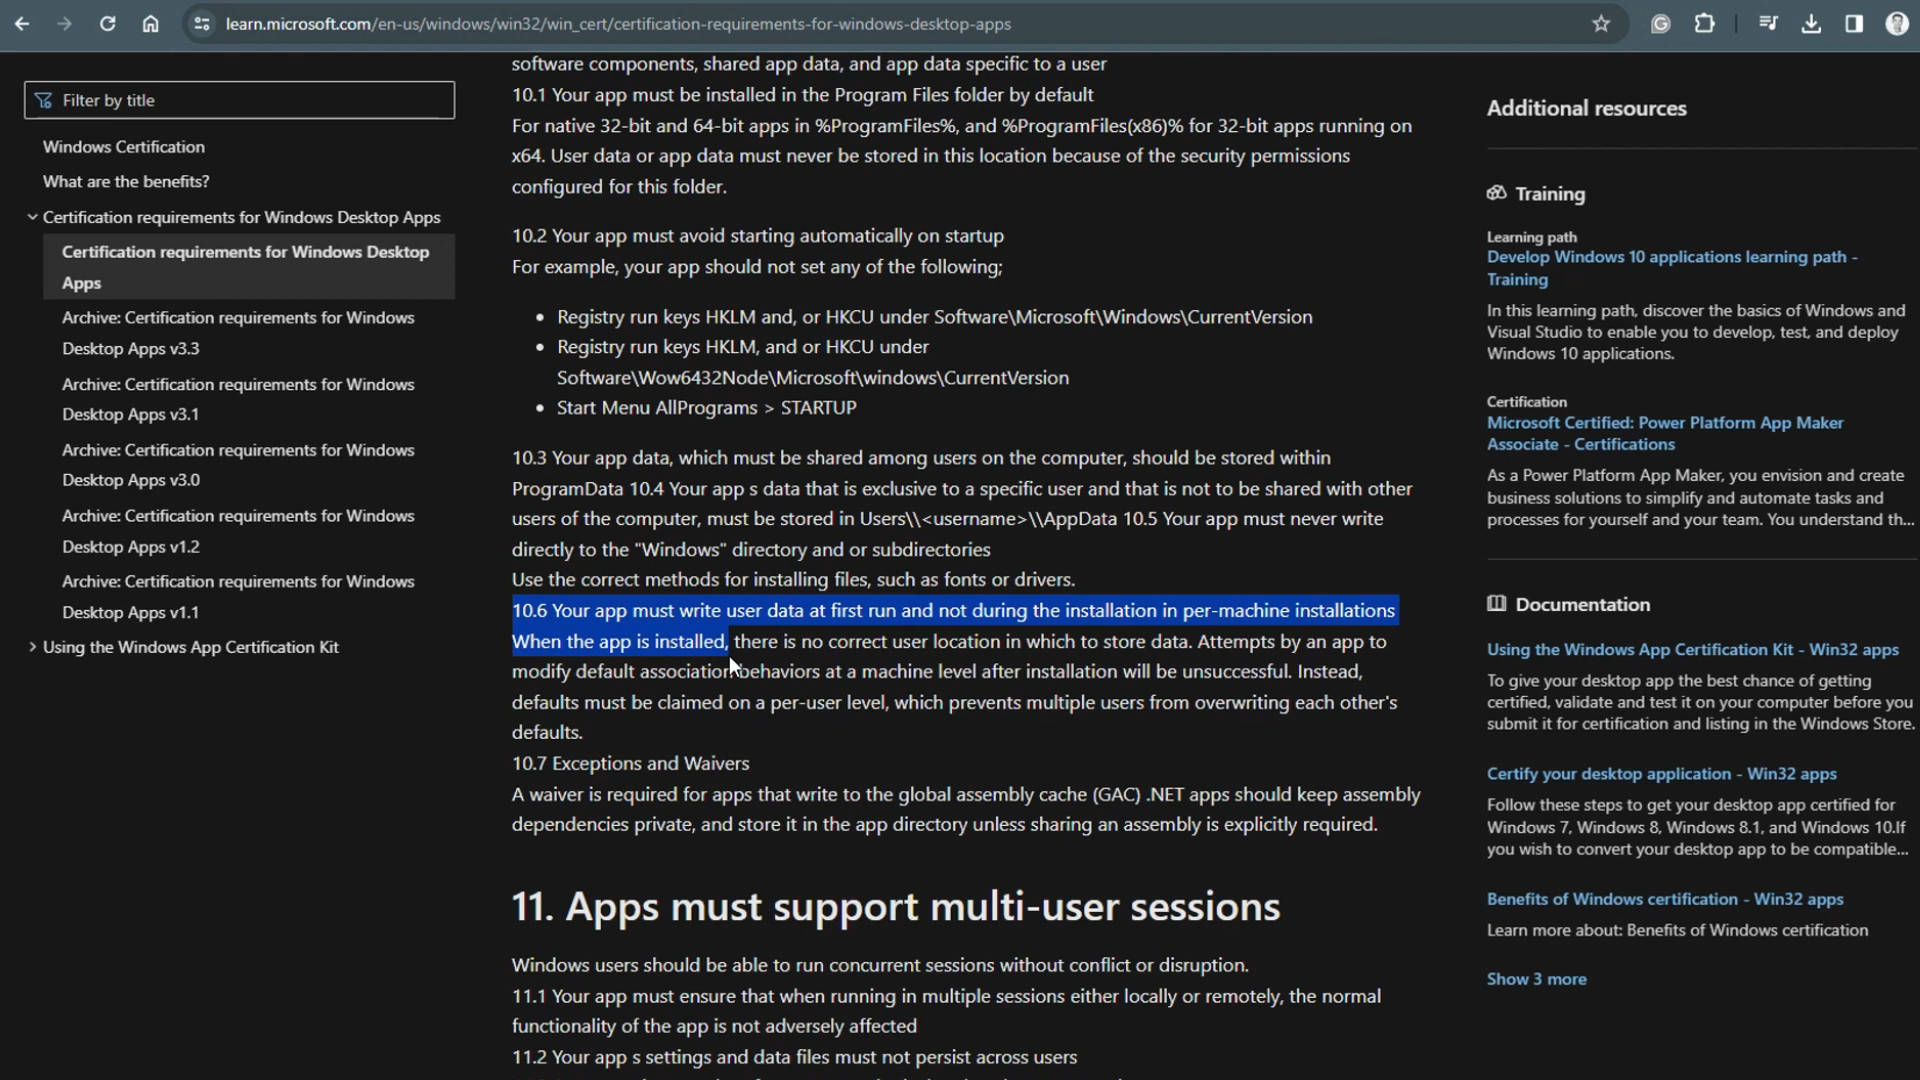 learn.microsoft.com/en-us/windows/win32/win_cert/certification-requirements-for-windows-desktop-apps
Filter by title
Windows Certification
What are the benefits?
Certification requirements for Windows Desktop Apps
Certification requirements for Windows Desktop
Apps
Archive: Certification requirements for Windows
Desktop Apps v3.3
Archive: Certification requirements for Windows
Desktop Apps v3.1
Archive: Certification requirements for Windows
Desktop Apps v3.0
Archive: Certification requirements for Windows
Desktop Apps v1.2
Archive: Certification requirements for Windows
Desktop Apps v1.1
Using the Windows App Certification Kit
software components, shared app data, and app data specific to a user
10.1 Your app must be installed in the Program Files folder by default
For native 32-bit and 64-bit apps in %ProgramFiles%, and %ProgramFiles(x86)% for 32-bit apps running on
x64. User data or app data must never be stored in this location because of the security permissions
configured for this folder.
10.2 Your app must avoid starting automatically on startup
For example, your app should not set any of the following;
• Registry run keys HKLM and, or HKCU under Software\Microsoft\Windows\CurrentVersion
• Registry run keys HKLM, and or HKCU under
Software\Wow6432Node\Microsoft\windows\CurrentVersion
• Start Menu AllPrograms > STARTUP
10.3 Your app data, which must be shared among users on the computer, should be stored within
ProgramData 10.4 Your app s data that is exclusive to a specific user and that is not to be shared with other
users of the computer, must be stored in Users\\<username>\\AppData 10.5 Your app must never write
directly to the "Windows" directory and or subdirectories
Use the correct methods for installing files, such as fonts or drivers.
10.6 Your app must write user data at first run and not during the installation in per-machine installations
When the app is installed, there is no correct user location in which to store data. Attempts by an app to
modify default association behaviors at a machine level after installation will be unsuccessful. Instead,
defaults must be claimed on a per-user level, which prevents multiple users from overwriting each other's
defaults.
10.7 Exceptions and Waivers
A waiver is required for apps that write to the global assembly cache (GAC) .NET apps should keep assembly
dependencies private, and store it in the app directory unless sharing an assembly is explicitly required.
11. Apps must support multi-user sessions
Windows users should be able to run concurrent sessions without conflict or disruption.
11.1 Your app must ensure that when running in multiple sessions either locally or remotely, the normal
functionality of the app is not adversely affected
11.2 Your app s settings and data files must not persist across users
Additional resources
Training
Learning path
Develop Windows 10 applications learning path -
Training
In this learning path, discover the basics of Windows and
Visual Studio to enable you to develop, test, and deploy
Windows 10 applications.
Certification
Microsoft Certified: Power Platform App Maker
Associate - Certifications
As a Power Platform App Maker, you envision and create
business solutions to simplify and automate tasks and
processes for yourself and your team. You understand th...
Documentation
Using the Windows App Certification Kit - Win32 apps
To give your desktop app the best chance of getting
certified, validate and test it on your computer before you
submit it for certification and listing in the Windows Store.
Certify your desktop application - Win32 apps
Follow these steps to get your desktop app certified for
Windows 7, Windows 8, Windows 8.1, and Windows 10.If
you wish to convert your desktop app to be compatible...
Benefits of Windows certification - Win32 apps
Learn more about: Benefits of Windows certification
Show 3 more